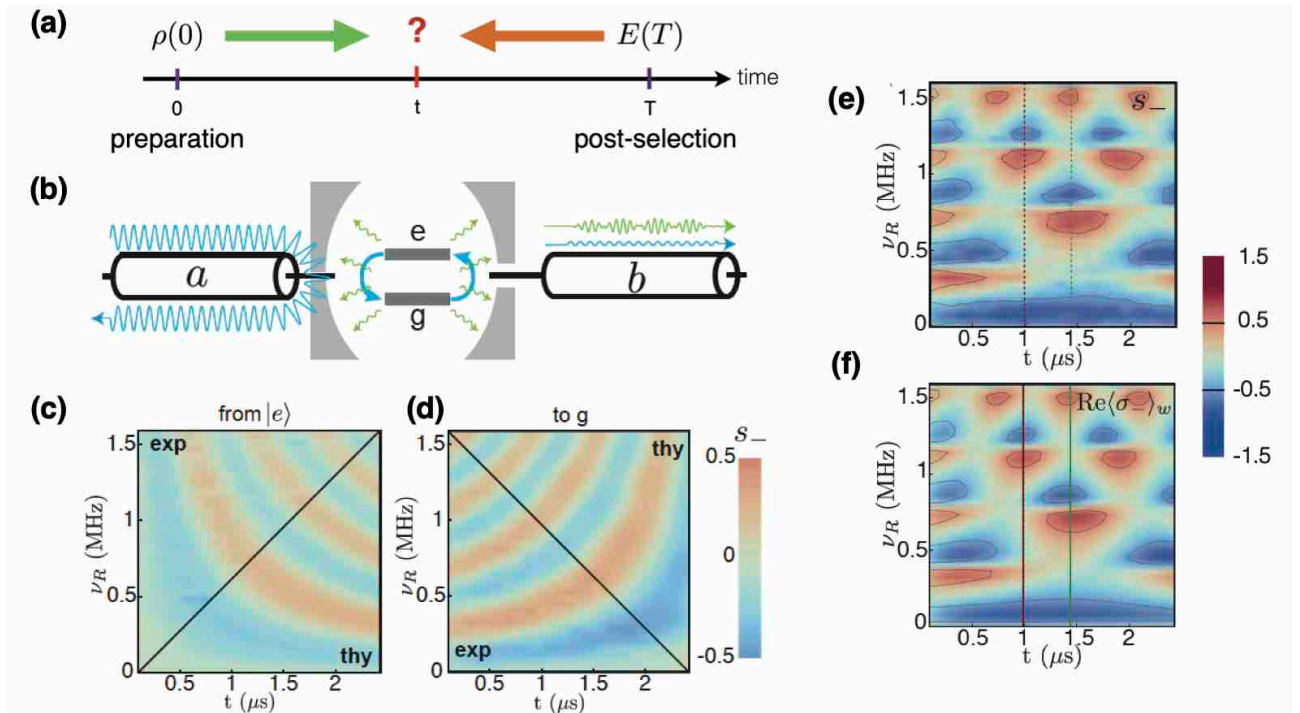 (a)
ρ(0)
?
E(T)
time
0
t
T
preparation
post-selection
(b)
a
e
g
b
(c)
from |e⟩
exp
thy
1.5
1
0.5
0
ν_R (MHz)
0.5 1 1.5 2
t (μs)
(d)
to g
thy
exp
1.5
1
0.5
0
ν_R (MHz)
0.5 1 1.5 2
t (μs)
s_
0.5
0
-0.5
(e)
s_
1.5
1
0.5
0
ν_R (MHz)
0.5 1 1.5 2
t (μs)
(f)
Re⟨σ_⟩_w
1.5
1
0.5
0
ν_R (MHz)
0.5 1 1.5 2
t (μs)
1.5
0.5
-0.5
-1.5